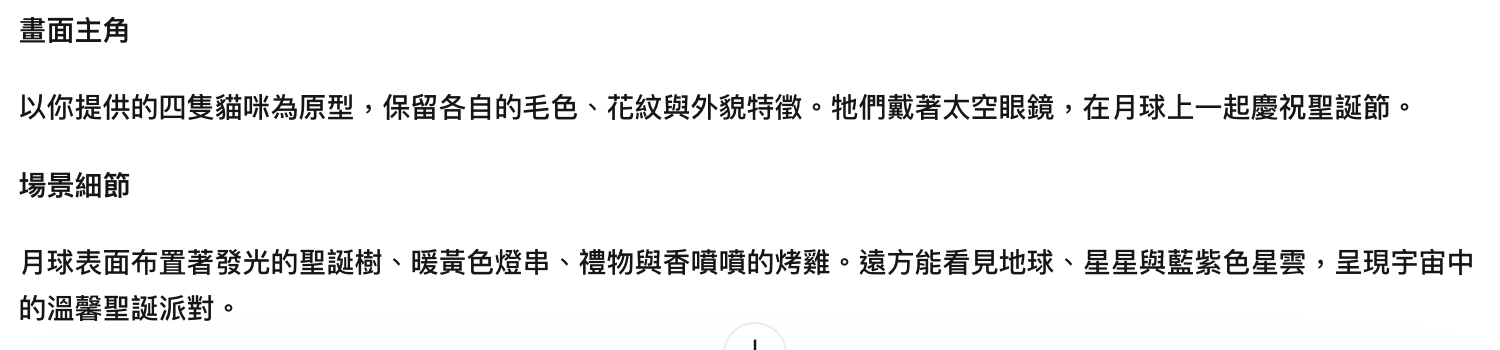 畫面主角
以你提供的四隻貓咪為原型，保留各自的毛色、花紋與外貌特徵。牠們戴著太空眼鏡，在月球上一起慶祝聖誕節。
場景細節
月球表面布置著發光的聖誕樹、暖黃色燈串、禮物與香噴噴的烤雞。遠方能看見地球、星星與藍紫色星雲，呈現宇宙中
的溫馨聖誕派對。